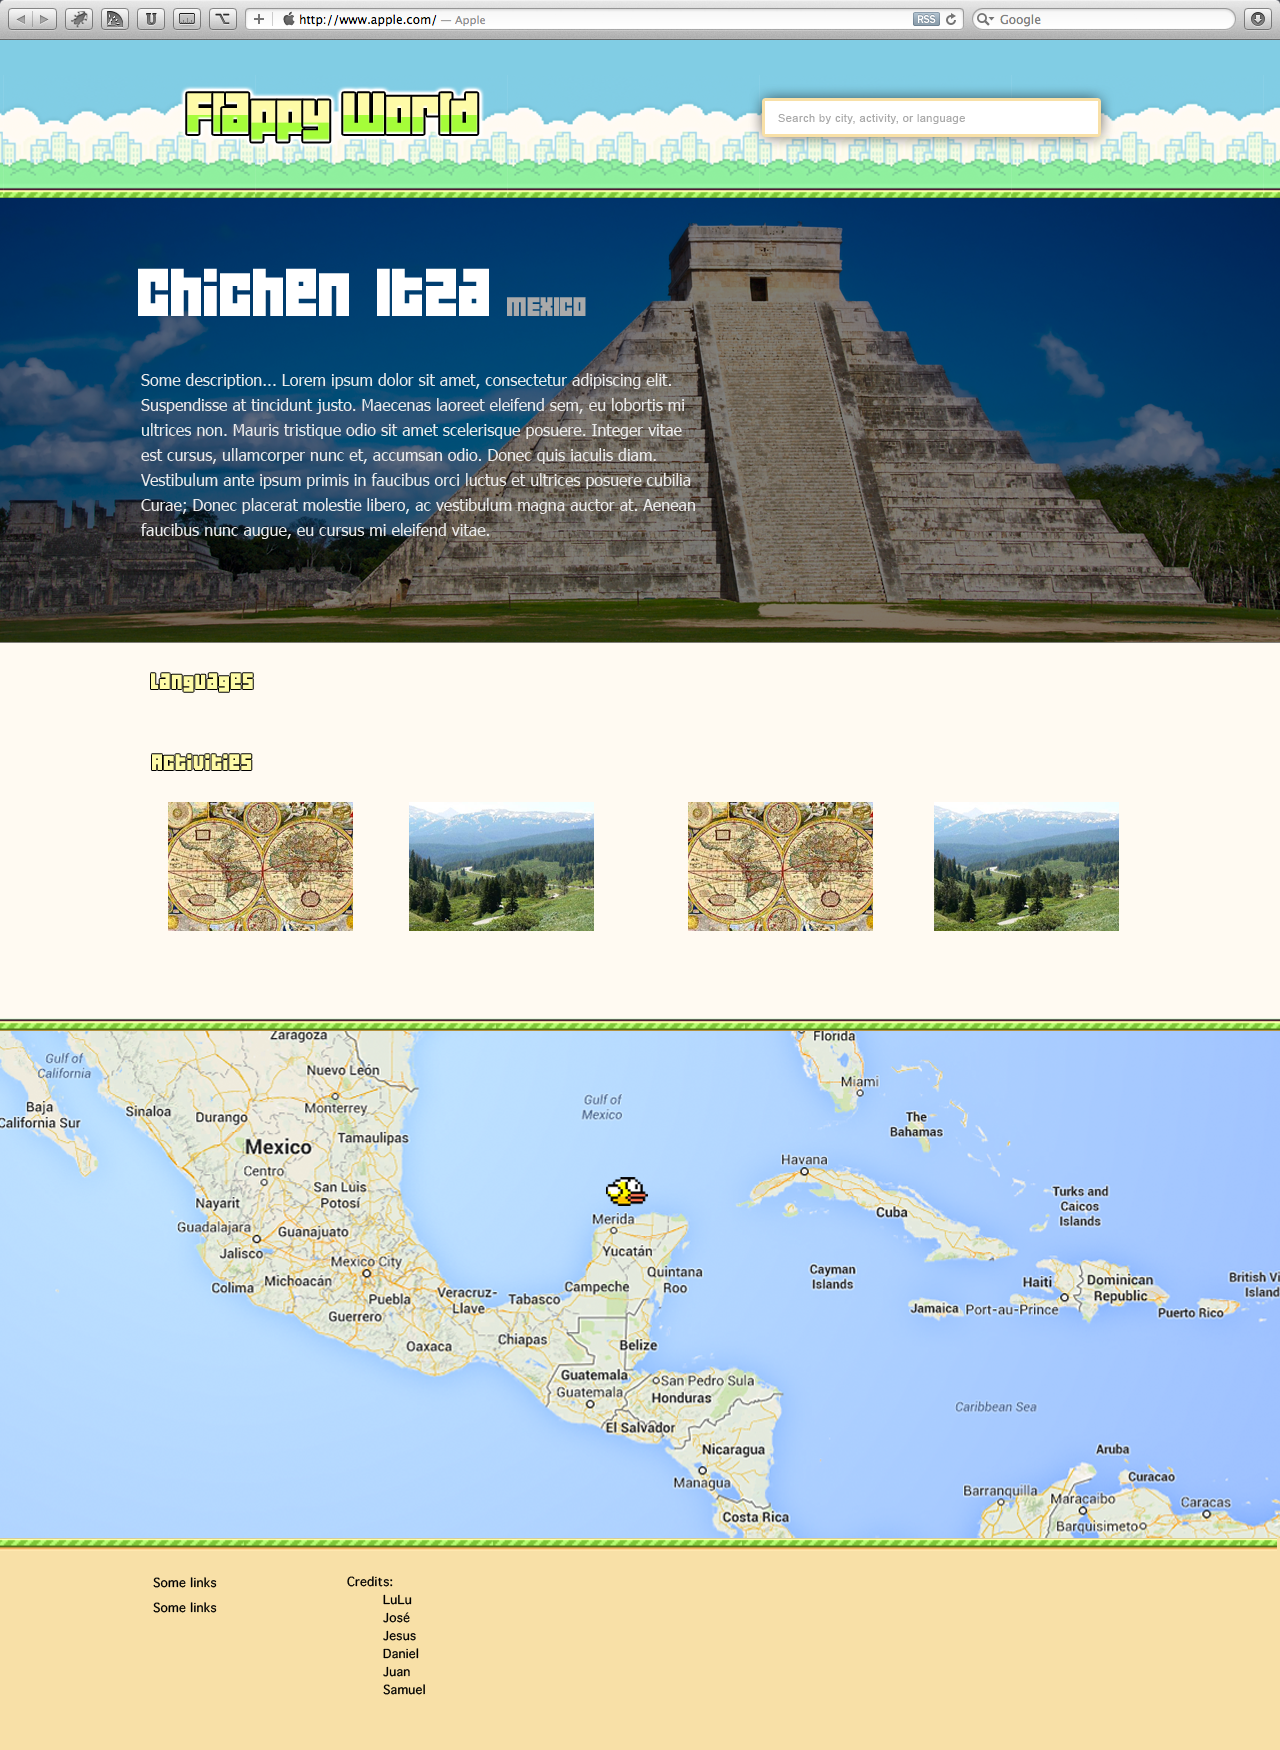 U
http://www.apple.com/ — Apple
RSS
Google
Flappy World
Search by city, activity, or language
Chichen Itza MEXICO
Some description... Lorem ipsum dolor sit amet, consectetur adipiscing elit.
Suspendisse at tincidunt justo. Maecenas laoreet eleifend sem, eu lobortis mi
ultrices non. Mauris tristique odio sit amet scelerisque posuere. Integer vitae
est cursus, ullamcorper nunc et, accumsan odio. Donec quis iaculis diam.
Vestibulum ante ipsum primis in faucibus orci luctus et ultrices posuere cubilia
Curae; Donec placerat molestie libero, ac vestibulum magna auctor at. Aenean
faucibus nunc augue, eu cursus mi eleifend vitae.
Languages
Activities
Zaragoza
Florida
Gulf of
California
Nuevo León
Miami
Monterrey
Gulf of
Mexico
Baja
California Sur
Sinaloa
Durango
The
Bahamas
Tamaulipas
Mexico
Centro
Havana
San Luis
Potosí
Nayarit
Turks and
Caicos
Islands
Merida
Cuba
Guadalajara
Guanajuato
Jalisco
Yucatán
Mexico City
Quintana
Roo
Cayman
Islands
Colima
Michoacán
Campeche
Haiti
Dominican
Republic
British Vi
Island
Veracruz-
Llave
Puebla
Tabasco
Jamaica
Port-au-Prince
Puerto Rico
Guerrero
Oaxaca
Chiapas
Belize
Guatemala
Guatemala
San Pedro Sula
Honduras
Caribbean Sea
El Salvador
Nicaragua
Aruba
Managua
Curacao
Barranquilla
Maracaibo
Caracas
Costa Rica
Barquisimeto
Some links
Some links
Credits:
LuLu
José
Jesus
Daniel
Juan
Samuel